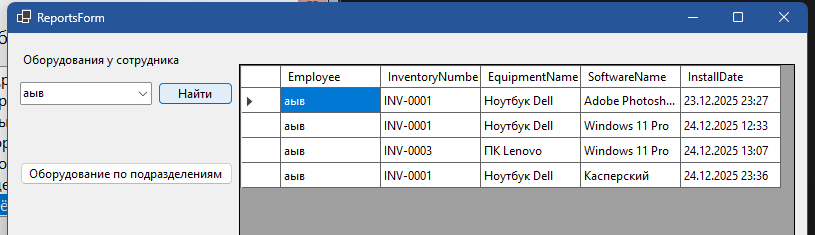 ReportsForm
Оборудования у сотрудника
аыв Найти
Оборудование по подразделениям
Employee InventoryNumbe EquipmentName SoftwareName InstallDate
аыв INV-0001 Ноутбук Dell Adobe Photosh... 23.12.2025 23:27
аыв INV-0001 Ноутбук Dell Windows 11 Pro 24.12.2025 12:33
аыв INV-0003 ПК Lenovo Windows 11 Pro 24.12.2025 13:07
аыв INV-0001 Ноутбук Dell Касперский 24.12.2025 23:36